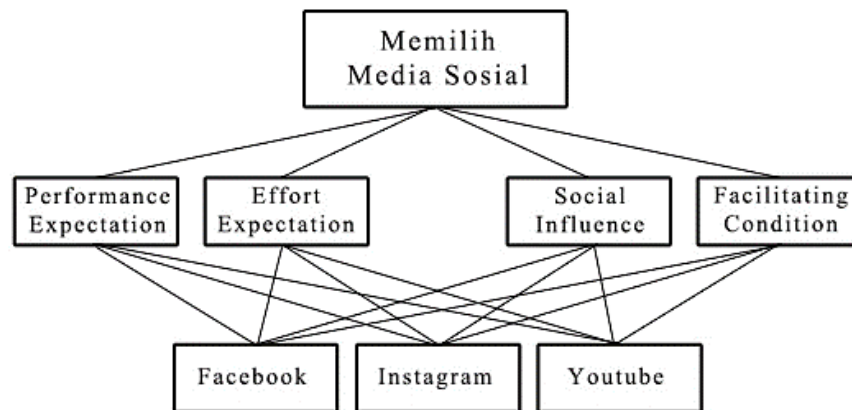 Memilih
Media Sosial
Performance
Expectation
Effort
Expectation
Social
Influence
Facilitating
Condition
Facebook
Instagram
Youtube